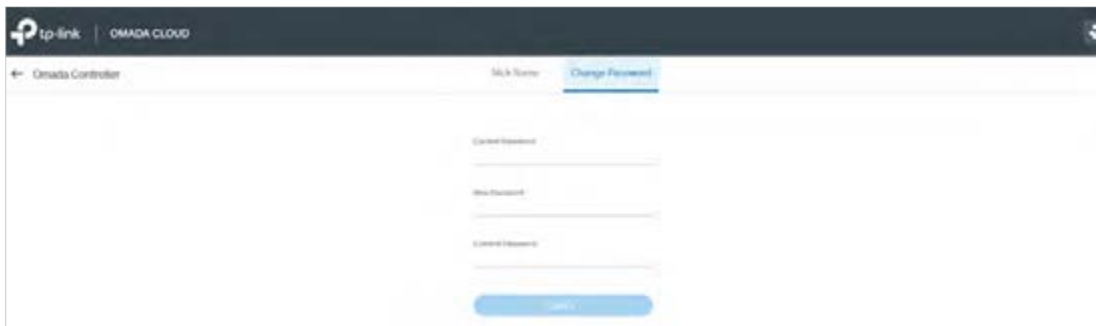 tp-link | OMADA CLOUD
← Omada Controller
Nick Name
Change Password
Current Password
New Password
Confirm Password